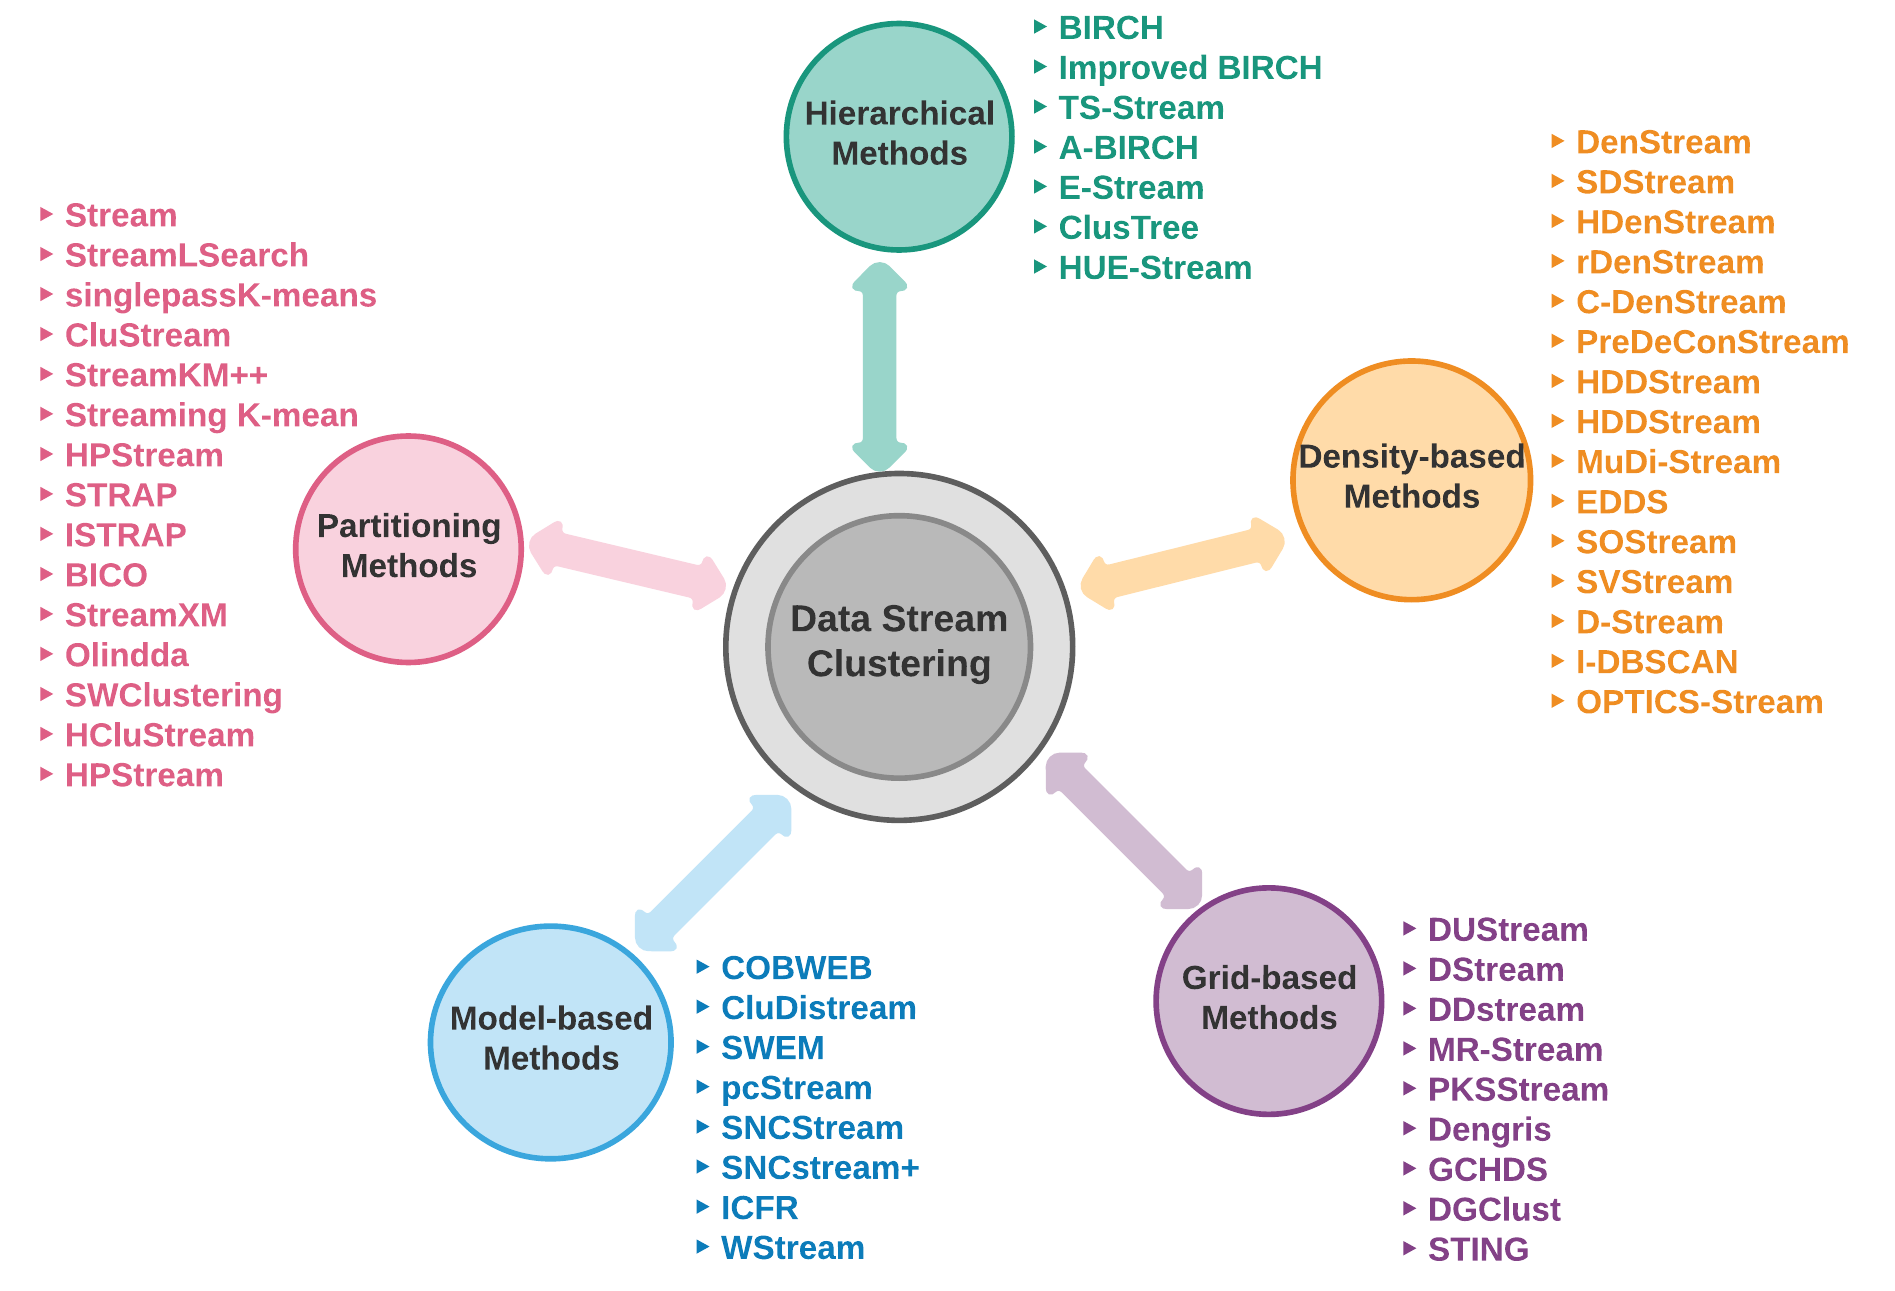 Hierarchical
Methods
BIRCH
Improved BIRCH
TS-Stream
A-BIRCH
E-Stream
ClusTree
HUE-Stream
Stream
StreamLSearch
singlepassK-means
CluStream
StreamKM++
Streaming K-mean
HPStream
STRAP
ISTRAP
BICO
StreamXM
Olindda
SWClustering
HCluStream
HPStream
Partitioning
Methods
Data Stream
Clustering
Density-based
Methods
DenStream
SDStream
HDenStream
rDenStream
C-DenStream
PreDeConStream
HDDStream
HDDStream
MuDi-Stream
EDDS
SOStream
SVStream
D-Stream
I-DBSCAN
OPTICS-Stream
Model-based
Methods
COBWEB
CluDistream
SWEM
pcStream
SNCStream
SNCstream+
ICFR
WStream
Grid-based
Methods
DUStream
DStream
DDstream
MR-Stream
PKSStream
Dengris
GCHDS
DGClust
STING